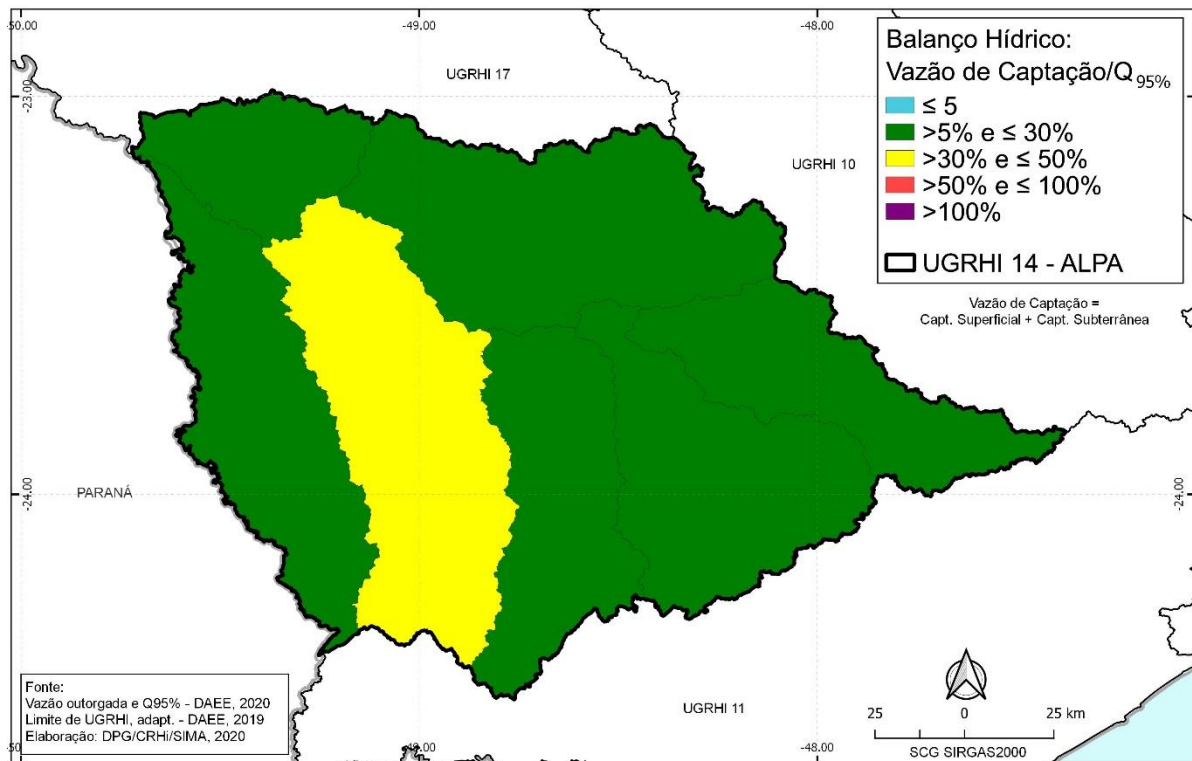 -50.00
-49.00
-48.00
Balanço Hídrico:
Vazão de Captação/Q95%
≤ 5
>5% e ≤ 30%
>30% e ≤ 50%
>50% e ≤ 100%
>100%
UGRHI 14 - ALPA
Vazão de Captação =
Capt. Superficial + Capt. Subterrânea
UGRHI 17
-23.00
UGRHI 10
PARANÁ
-24.00
-24.00
UGRHI 11
Fonte:
Vazão outorgada e Q95% - DAEE, 2020
Limite de UGRHI, adapt. - DAEE, 2019
Elaboração: DPG/CRHi/SIMA, 2020
25 0 25 km
SCG SIRGAS2000
-48.00